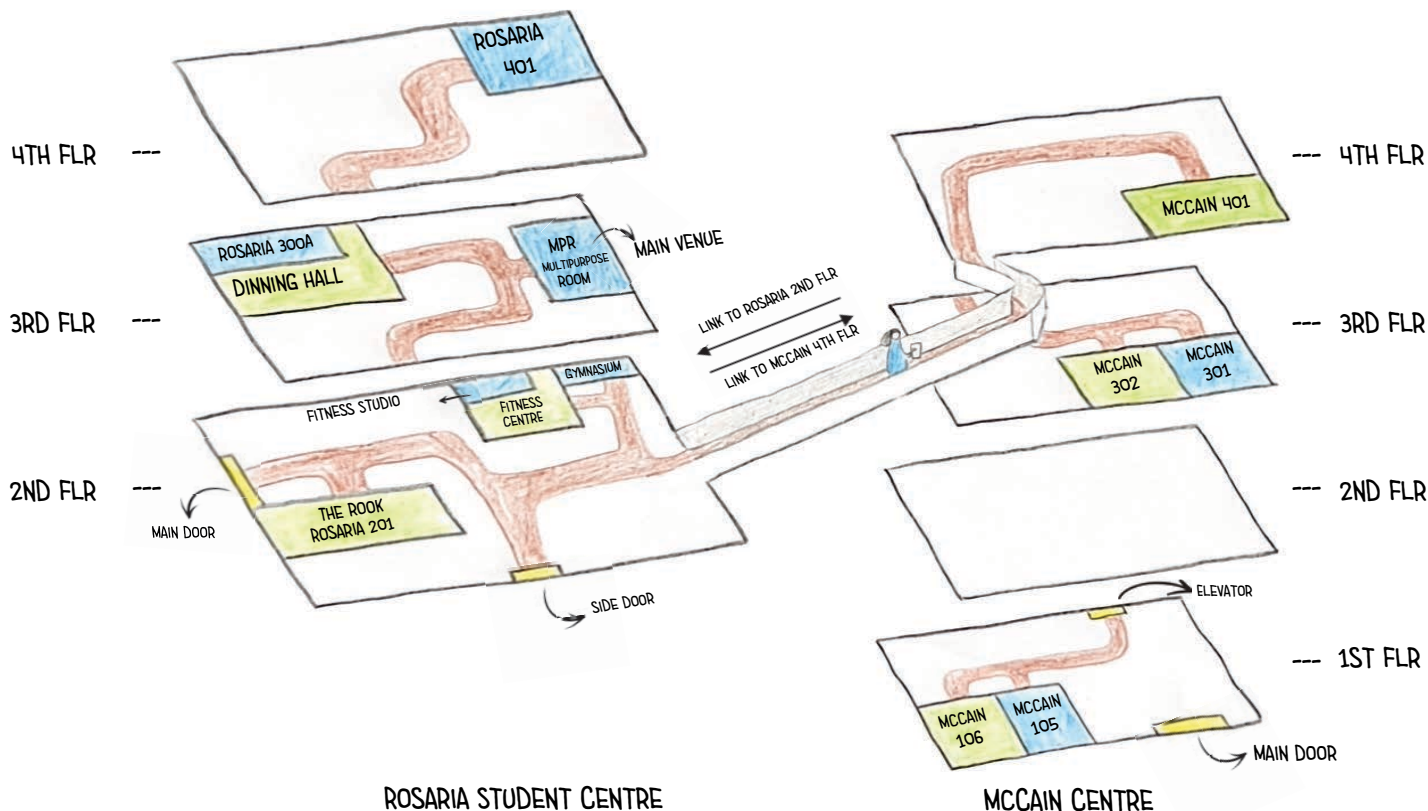 ROSARIA
401
4TH FLR ---
ROSARIA 300A
DINNING HALL
MPR
MULTIPURPOSE
ROOM
MAIN VENUE
3RD FLR ---
FITNESS STUDIO
FITNESS
CENTRE
GYMNASIUM
2ND FLR ---
MAIN DOOR
THE ROOK
ROSARIA 201
SIDE DOOR
LINK TO ROSARIA 2ND FLR
LINK TO MCCAIN 4TH FLR
--- 4TH FLR
MCCAIN 401
--- 3RD FLR
MCCAIN
302
MCCAIN
301
--- 2ND FLR
ELEVATOR
--- 1ST FLR
MCCAIN
106
MCCAIN
105
MAIN DOOR
ROSARIA STUDENT CENTRE
MCCAIN CENTRE